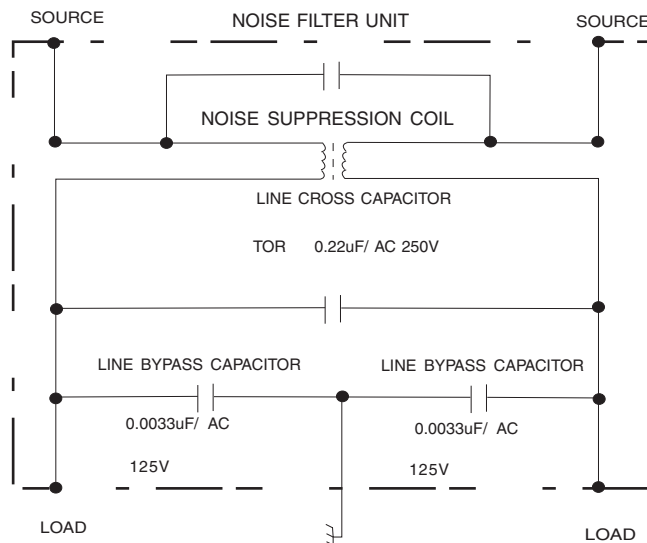 SOURCE
NOISE FILTER UNIT
SOURCE
NOISE SUPPRESSION COIL
LINE CROSS CAPACITOR
TOR 0.22uF/ AC 250V
LINE BYPASS CAPACITOR
LINE BYPASS CAPACITOR
0.0033uF/ AC
0.0033uF/ AC
125V
125V
LOAD
LOAD